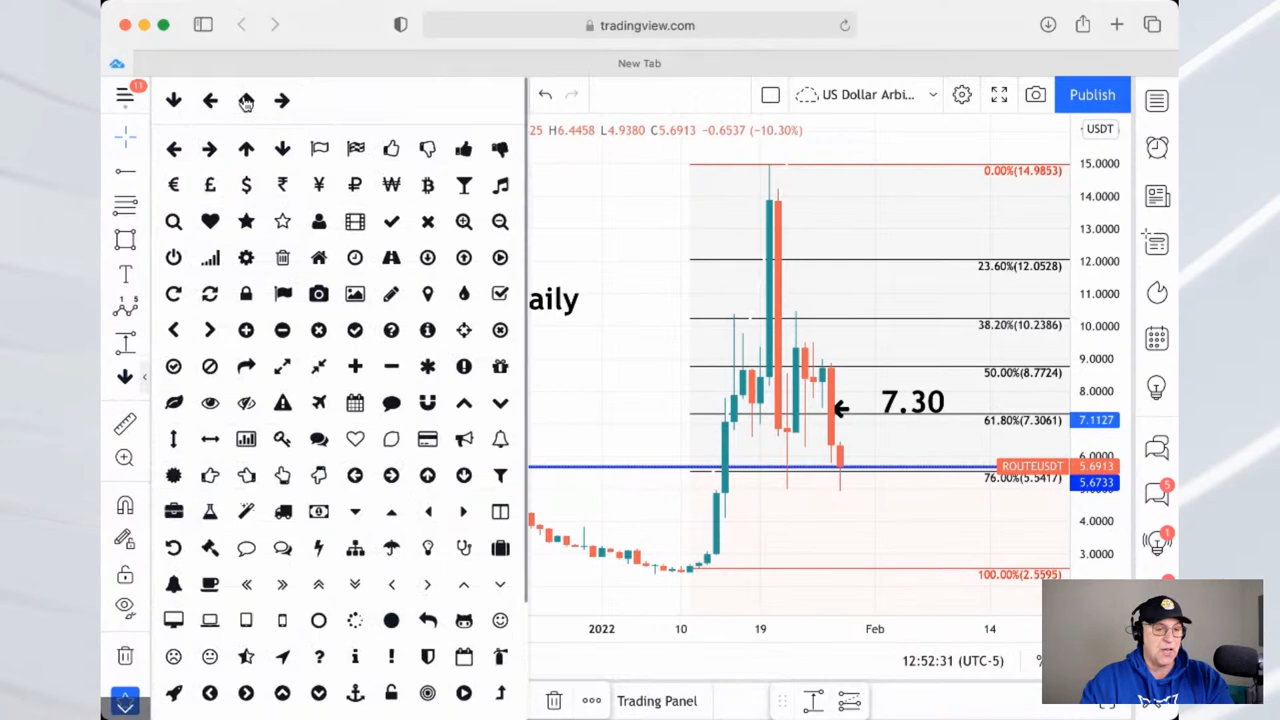 tradingview.com
New Tab
11
US Dollar Arbi...
Publish
25 H6.4458 L4.9380 C5.6913 -0.6537 (-10.30%)
USDT
0.00%(14.9853)
15.0000
14.0000
13.0000
23.60%(12.0528)
12.0000
11.0000
aily
38.20%(10.2386)
10.0000
9.0000
50.00%(8.7724)
8.0000
7.30
61.80%(7.3061)
7.1127
6.0000
ROUTEUSDT 5.6913
76.00%(5.5417)
5.6733
5
4.0000
1
3.0000
100.00%(2.5595)
2022 10 19 Feb 14
12:52:31 (UTC-5) %
Trading Panel